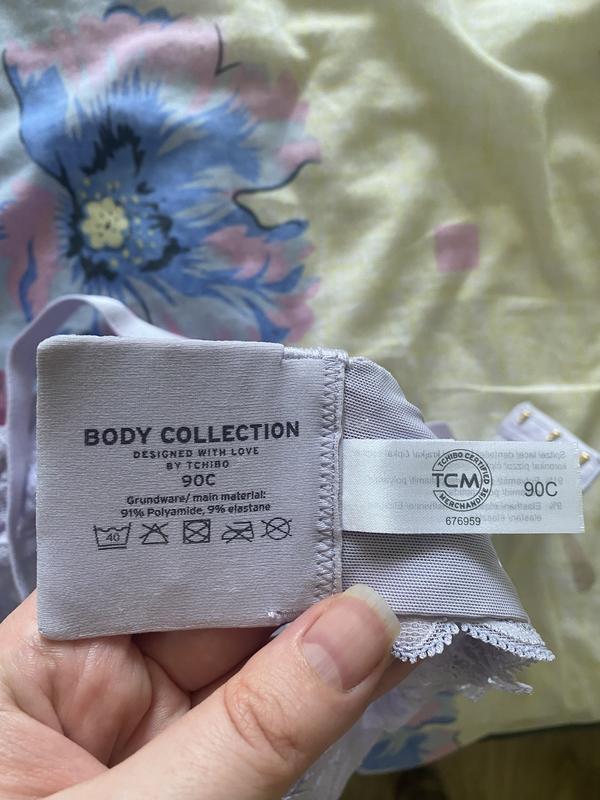 BODY COLLECTION
DESIGNED WITH LOVE
BY TCHIBO
90C
Grundware/ main material:
91% Polyamide, 9% elastane
40
TCHIBO CERTIFIED
TCM
MERCHANDISE
676959
90C